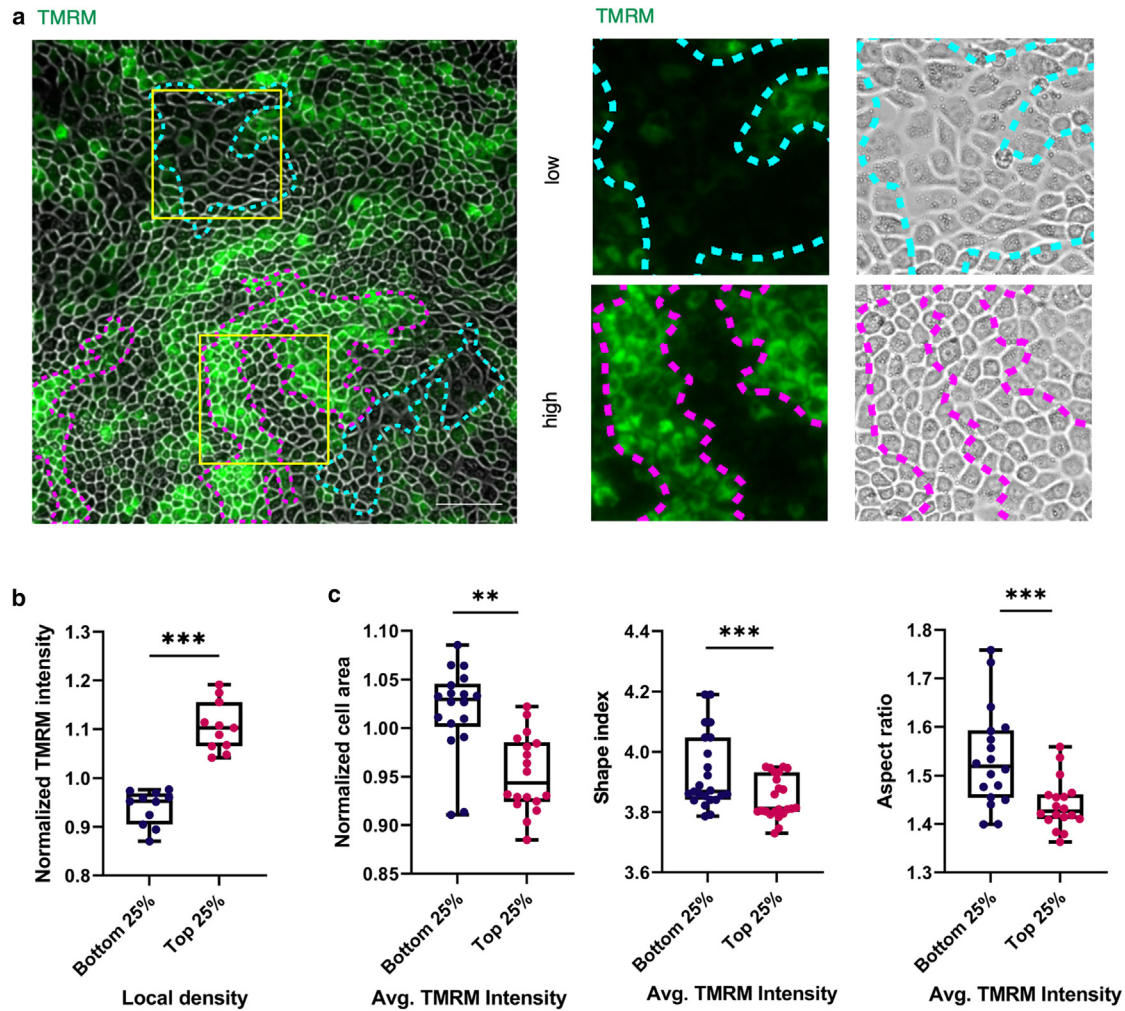 a TMRM
TMRM
low
high
b
Normalized TMRM intensity
1.3
1.2
1.1
1.0
0.9
0.8
***
Bottom 25%
Top 25%
Local density
c
Normalized cell area
1.10
1.05
1.00
0.95
0.90
0.85
**
Bottom 25%
Top 25%
Avg. TMRM Intensity
Shape index
4.4
4.2
4.0
3.8
3.6
***
Bottom 25%
Top 25%
Avg. TMRM Intensity
Aspect ratio
1.8
1.7
1.6
1.5
1.4
1.3
***
Bottom 25%
Top 25%
Avg. TMRM Intensity